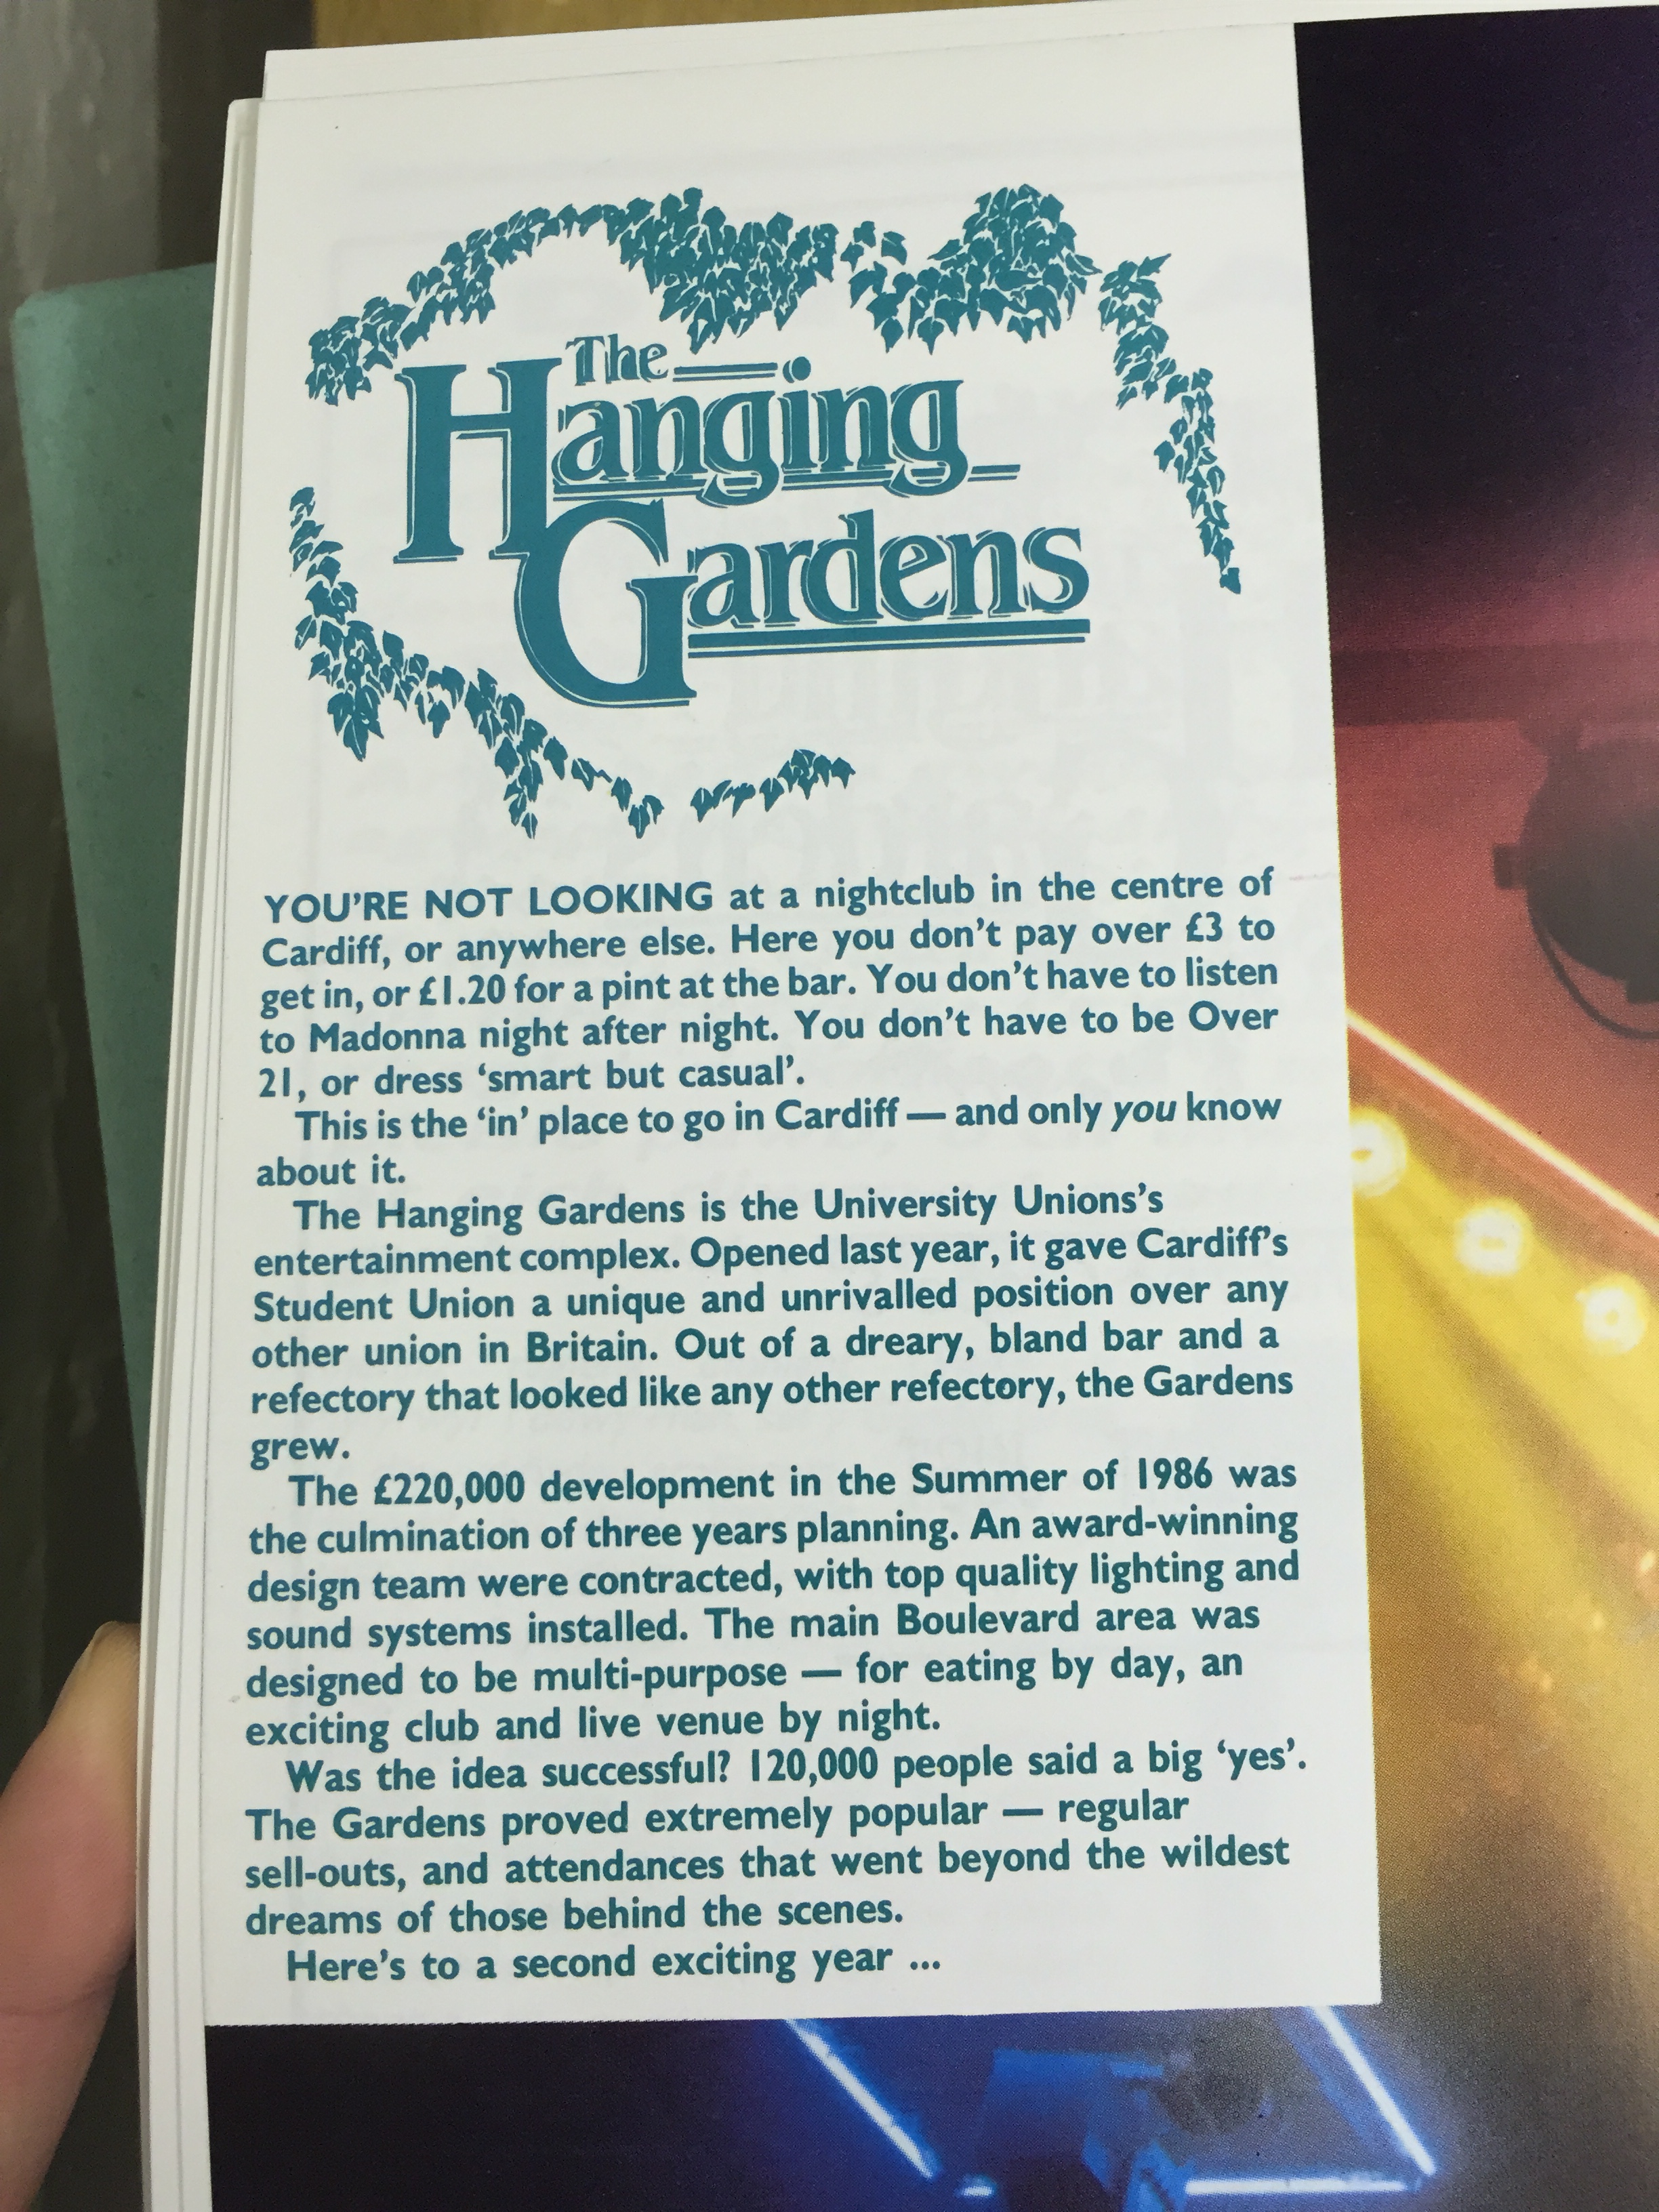 The
Hanging
Gardens
YOU'RE NOT LOOKING at a nightclub in the centre of
Cardiff, or anywhere else. Here you don't pay over £3 to
get in, or £1.20 for a pint at the bar. You don't have to listen
to Madonna night after night. You don't have to be Over
21, or dress ‘smart but casual’.
This is the ‘in’ place to go in Cardiff — and only you know
about it.
The Hanging Gardens is the University Unions's
entertainment complex. Opened last year, it gave Cardiff's
Student Union a unique and unrivalled position over any
other union in Britain. Out of a dreary, bland bar and a
refectory that looked like any other refectory, the Gardens
grew.
The £220,000 development in the Summer of 1986 was
the culmination of three years planning. An award-winning
design team were contracted, with top quality lighting and
sound systems installed. The main Boulevard area was
designed to be multi-purpose — for eating by day, an
exciting club and live venue by night.
Was the idea successful? 120,000 people said a big ‘yes’.
The Gardens proved extremely popular — regular
sell-outs, and attendances that went beyond the wildest
dreams of those behind the scenes.
Here's to a second exciting year ...